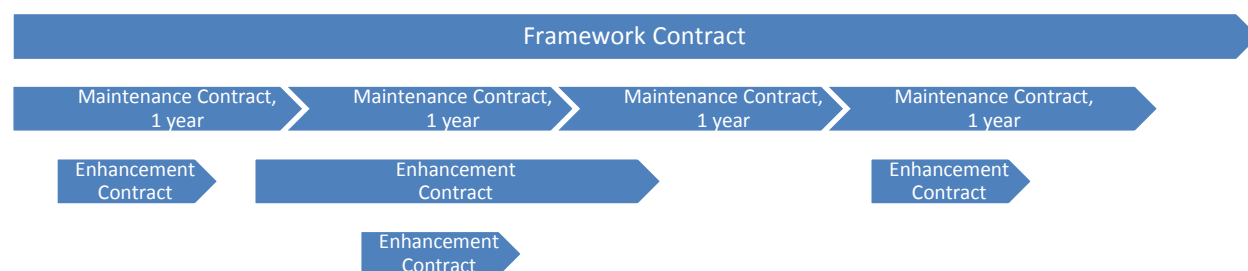 Framework Contract
Maintenance Contract,
1 year
Maintenance Contract,
1 year
Maintenance Contract,
1 year
Maintenance Contract,
1 year
Enhancement
Contract
Enhancement
Contract
Enhancement
Contract
Enhancement
Contract